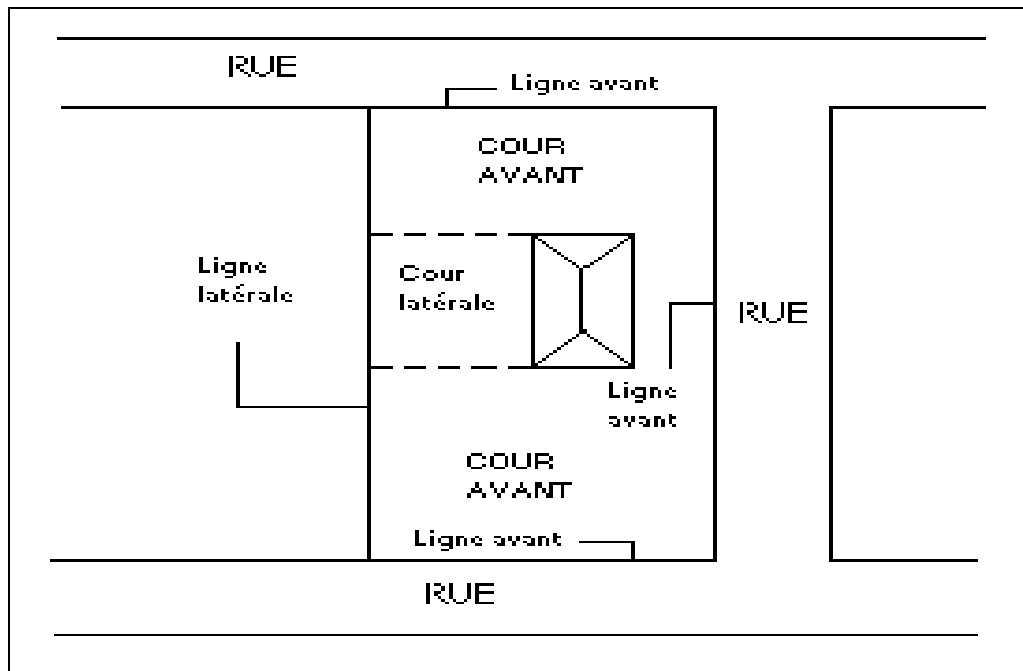 RUE
Ligne avant
COUR
AVANT
Ligne
latérale
Cour
latérale
RUE
Ligne
avant
COUR
AVANT
Ligne avant
RUE